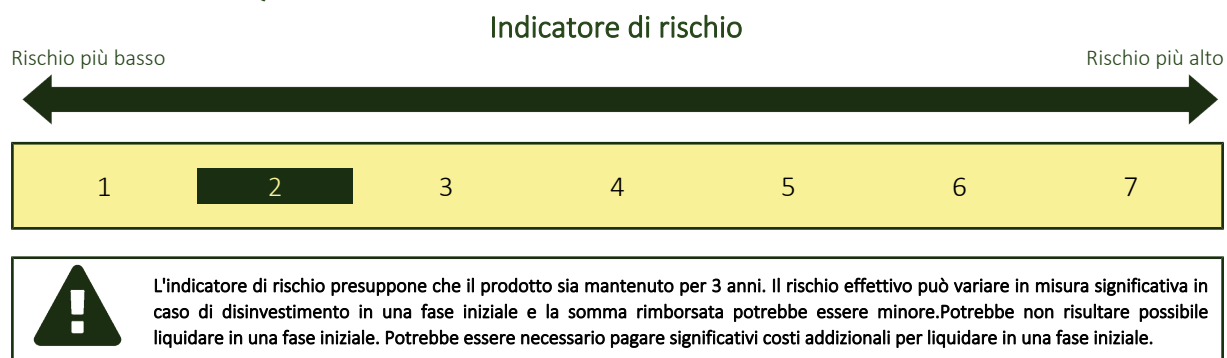 Indicatore di rischio
Rischio più basso
Rischio più alto
1 2 3 4 5 6 7
L'indicatore di rischio presuppone che il prodotto sia mantenuto per 3 anni. Il rischio effettivo può variare in misura significativa in
caso di disinvestimento in una fase iniziale e la somma rimborsata potrebbe essere minore.Potrebbe non risultare possibile
liquidare in una fase iniziale. Potrebbe essere necessario pagare significativi costi addizionali per liquidare in una fase iniziale.